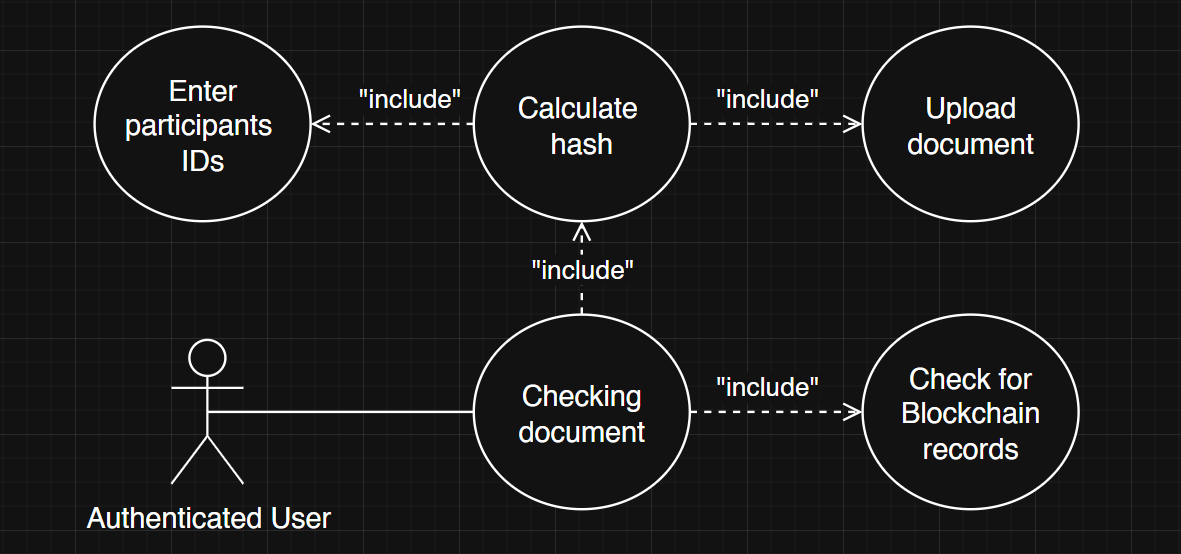 Enter
participants
IDs
"include"
Calculate
hash
"include"
Upload
document
"include"
Checking
document
"include"
Check for
Blockchain
records
Authenticated User